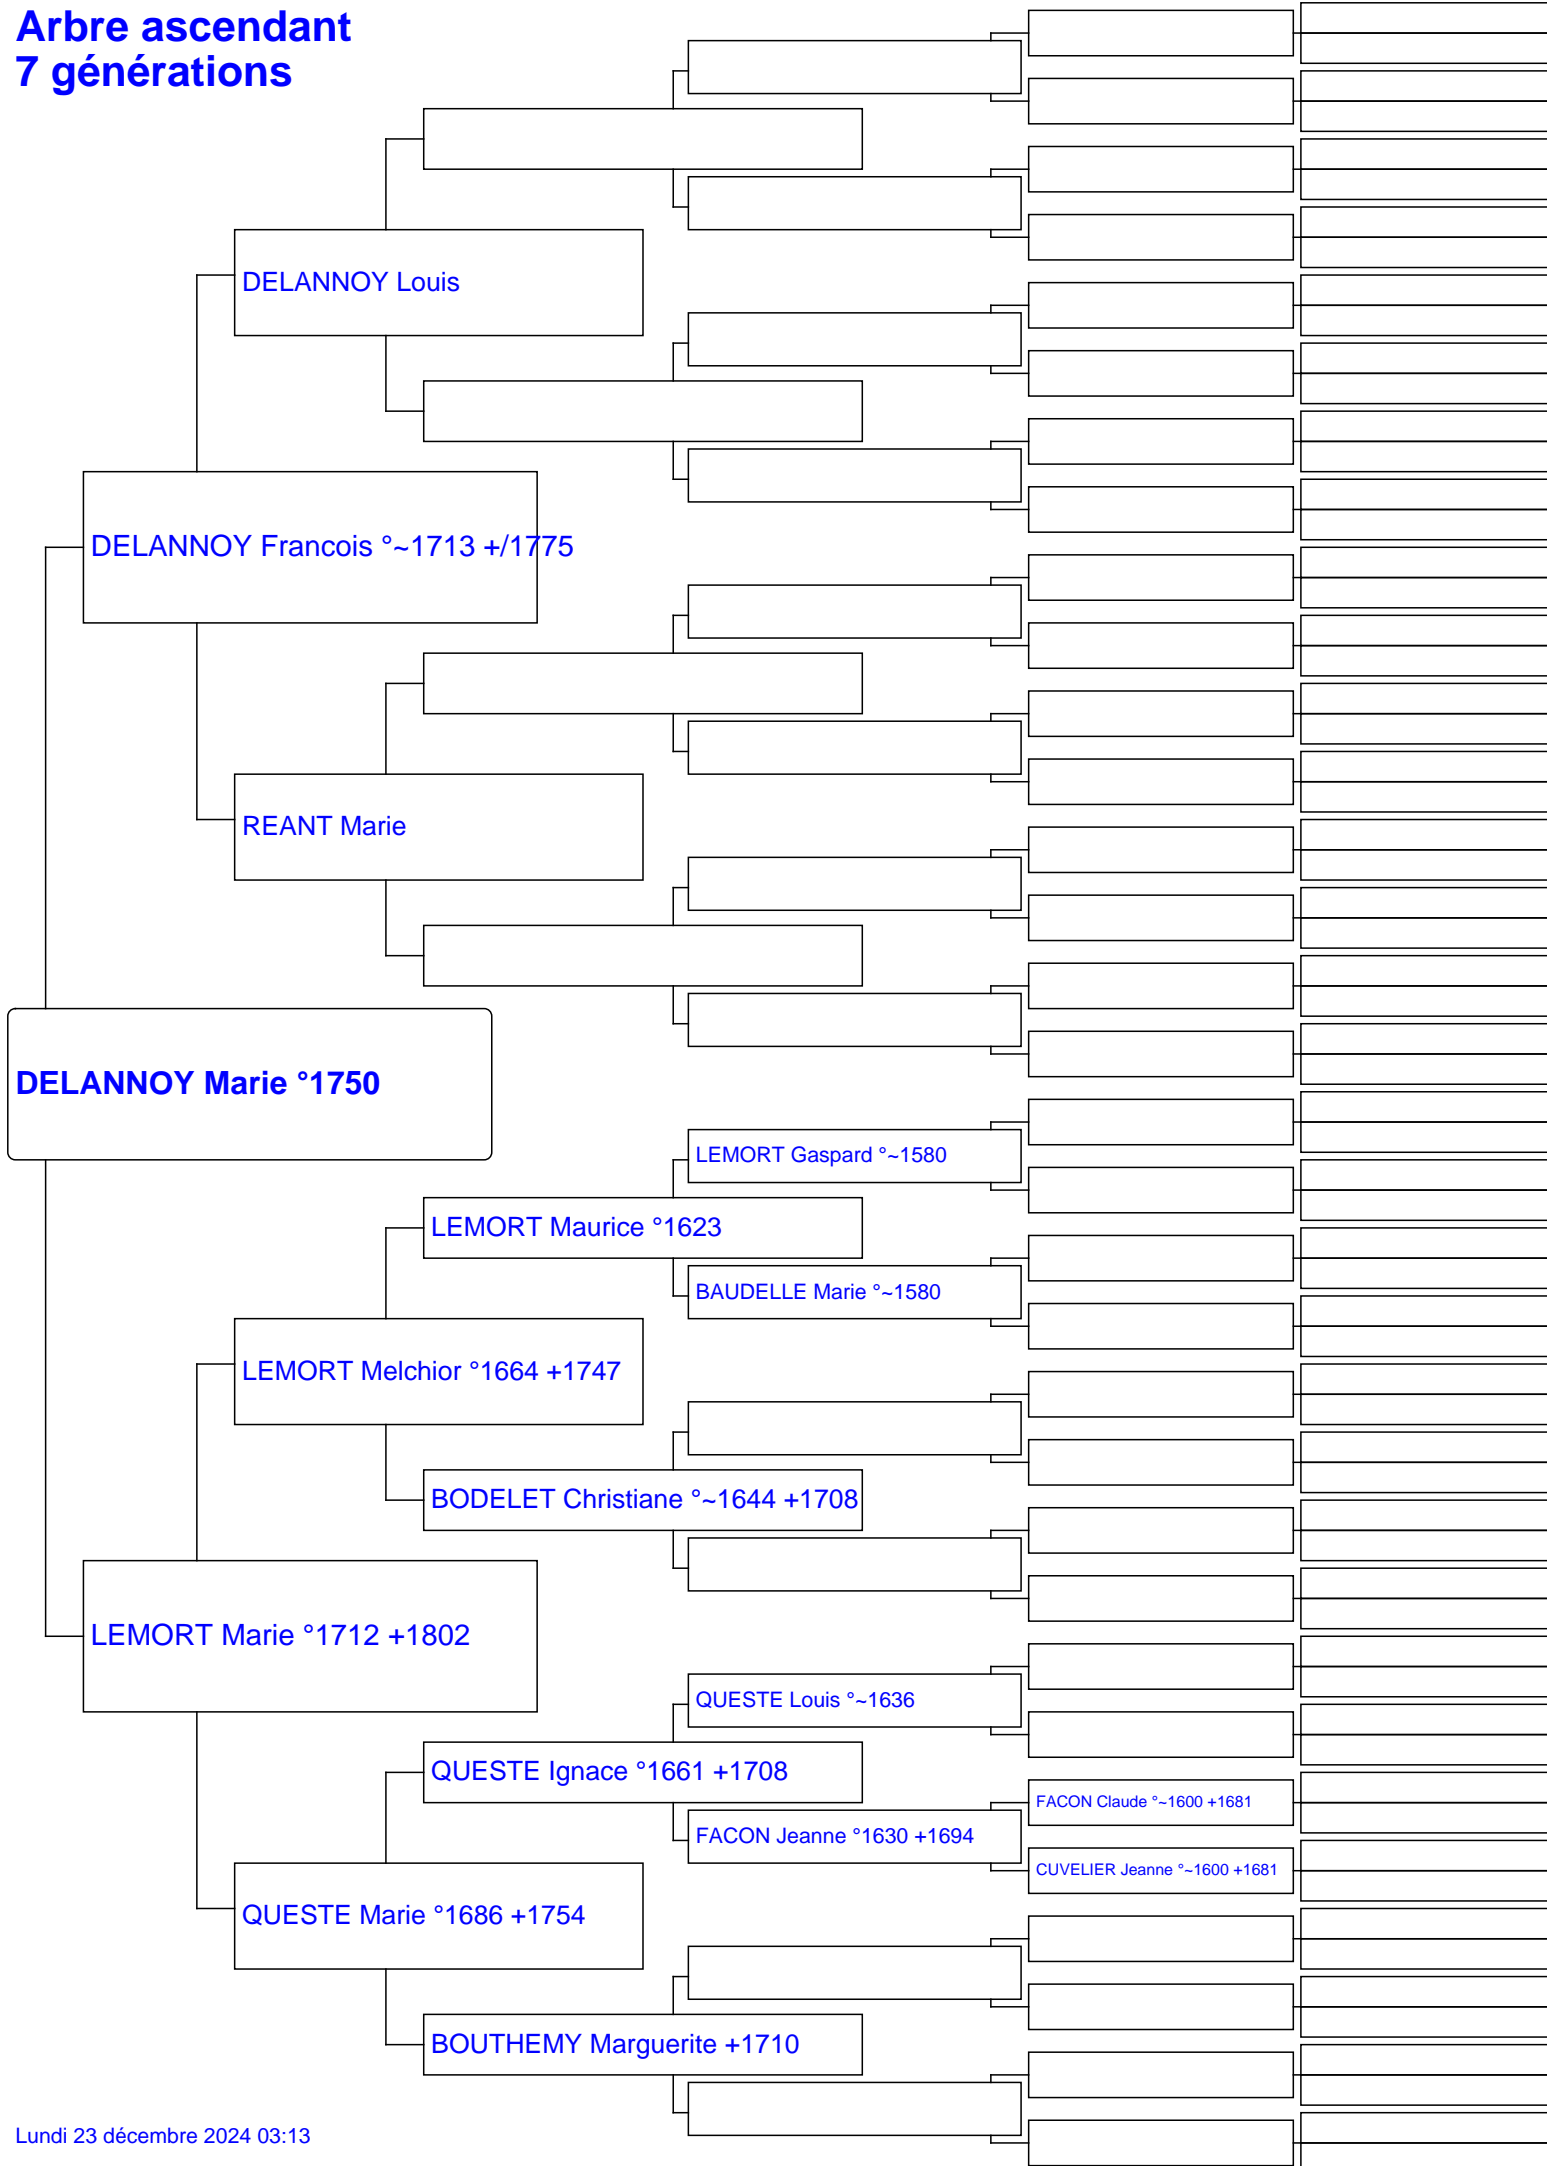 Arbre ascendant
7 générations
DELANNOY Louis
DELANNOY Francois °~1713 +/1775
REANT Marie
DELANNOY Marie °1750
LEMORT Gaspard °~1580
LEMORT Maurice °1623
BAUDELLE Marie °~1580
LEMORT Melchior °1664 +1747
BODELET Christiane °~1644 +1708
LEMORT Marie °1712 +1802
QUESTE Louis °~1636
QUESTE Ignace °1661 +1708
FACON Claude °~1600 +1681
FACON Jeanne °1630 +1694
CUVELIER Jeanne °~1600 +1681
QUESTE Marie °1686 +1754
BOUTHEMY Marguerite +1710
Lundi 23 décembre 2024 03:13